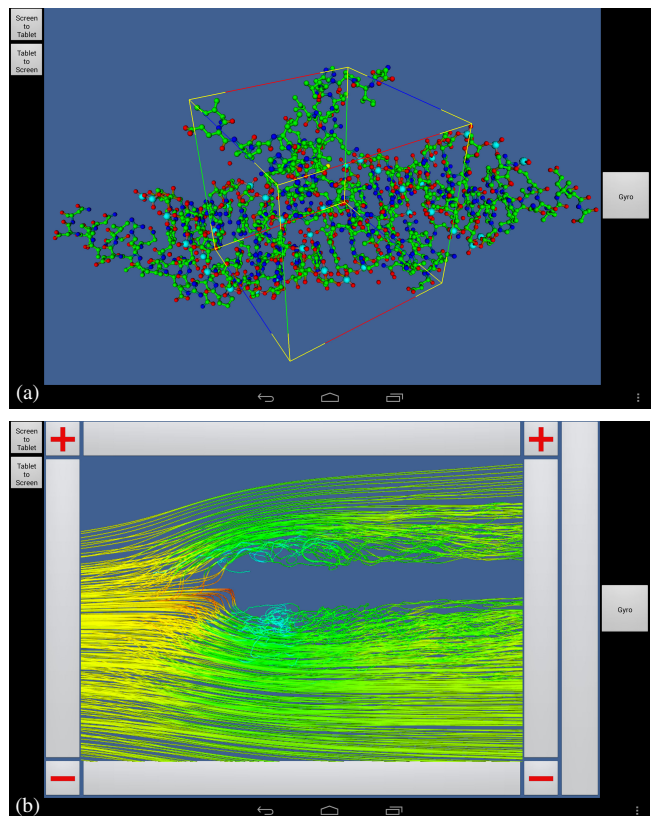 Screen
to
Tablet
Tablet
to
Screen
Gyro
(a)
Screen
to
Tablet
Tablet
to
Screen
+
+
Gyro
−
−
(b)